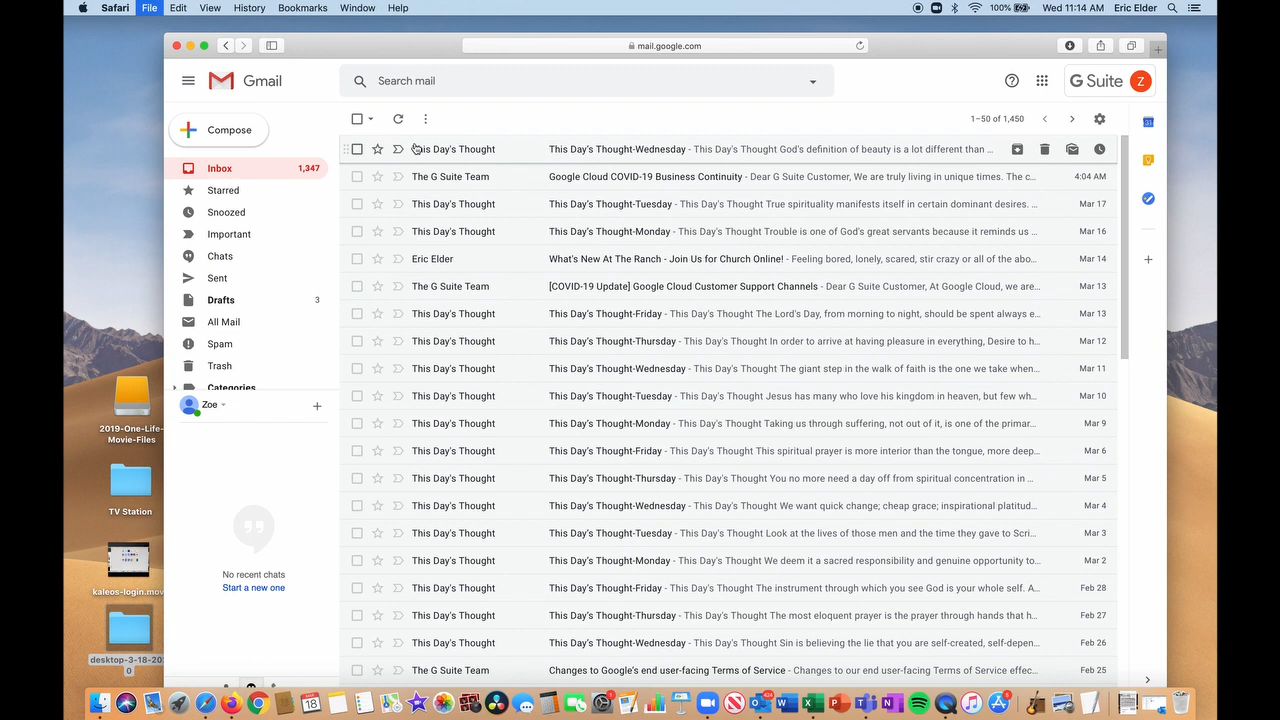 Safari File Edit View History Bookmarks Window Help 100% Wed 11:14 AM Eric Elder
mail.google.com
Gmail Search mail G Suite Z
Compose 1–50 of 1,450
Inbox 1,347
Starred
Snoozed
Important
Chats
Sent
Drafts 3
All Mail
Spam
Trash
Categories
Zoe
No recent chats
Start a new one
This Day's Thought This Day's Thought-Wednesday - This Day's Thought God's definition of beauty is a lot different than ...
The G Suite Team Google Cloud COVID-19 Business Continuity - Dear G Suite Customer, We are truly living in unique times. The c... 4:04 AM
This Day's Thought This Day's Thought-Tuesday - This Day's Thought True spirituality manifests itself in certain dominant desires. ... Mar 17
This Day's Thought This Day's Thought-Monday - This Day's Thought Trouble is one of God's great servants because it reminds us ... Mar 16
Eric Elder What's New At The Ranch - Join Us for Church Online! - Feeling bored, lonely, scared, stir crazy or all of the abo... Mar 14
The G Suite Team [COVID-19 Update] Google Cloud Customer Support Channels - Dear G Suite Customer, At Google Cloud, we are... Mar 13
This Day's Thought This Day's Thought-Friday - This Day's Thought The Lord's Day, from morning to night, should be spent always e... Mar 13
This Day's Thought This Day's Thought-Thursday - This Day's Thought In order to arrive at having pleasure in everything, Desire to h... Mar 12
This Day's Thought This Day's Thought-Wednesday - This Day's Thought The giant step in the walk of faith is the one we take when... Mar 11
This Day's Thought This Day's Thought-Tuesday - This Day's Thought Jesus has many who love his kingdom in heaven, but few wh... Mar 10
This Day's Thought This Day's Thought-Monday - This Day's Thought Taking us through suffering, not out of it, is one of the primar... Mar 9
This Day's Thought This Day's Thought-Friday - This Day's Thought This spiritual prayer is more interior than the tongue, more deep... Mar 6
This Day's Thought This Day's Thought-Thursday - This Day's Thought You no more need a day off from spiritual concentration in ... Mar 5
This Day's Thought This Day's Thought-Wednesday - This Day's Thought We want quick change; cheap grace; inspirational platitud... Mar 4
This Day's Thought This Day's Thought-Tuesday - This Day's Thought Look at the lives of those men and the time they gave to Scri... Mar 3
This Day's Thought This Day's Thought-Monday - This Day's Thought We deem it a sacred responsibility and genuine opportunity to... Mar 2
This Day's Thought This Day's Thought-Friday - This Day's Thought The instrument through which you see God is your whole self. A... Feb 28
This Day's Thought This Day's Thought-Thursday - This Day's Thought The most eloquent prayer is the prayer through hands that h... Feb 27
This Day's Thought This Day's Thought-Wednesday - This Day's Thought Sin is believing the lie that you are self-created, self-depen... Feb 26
The G Suite Team Changes to Google's end user-facing Terms of Service - Changes to our end user-facing Terms of Service effec... Feb 25
2019-One-Life-
Movie-Files
TV Station
kaleos-login.mov
desktop-3-18-202
0